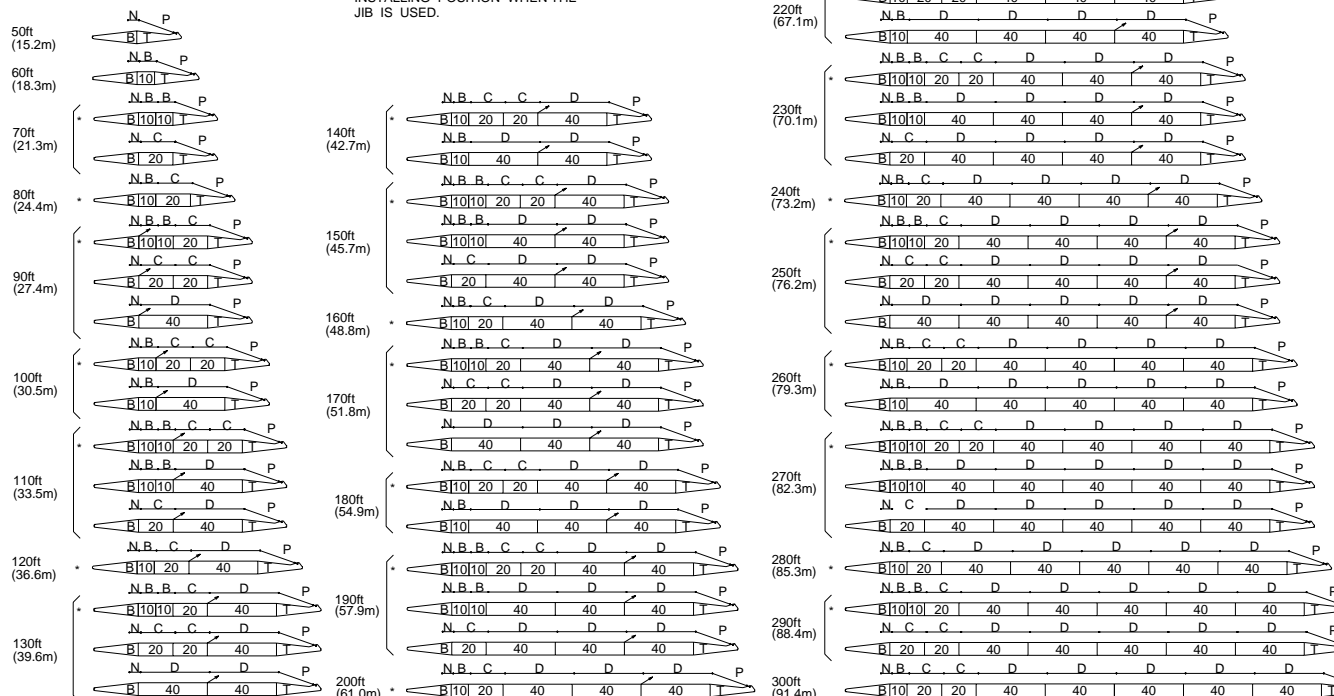 INSTALLING POSITION WHEN THE
JIB IS USED.
50ft
(15.2m)
N. P
B T
60ft
(18.3m)
N. B. P
B 10 T
70ft
(21.3m)
*
N. B. B. P
B 10 10 T
N. C P
B 20 T
80ft
(24.4m)
*
N. B. C P
B 10 20 T
90ft
(27.4m)
*
N. B. B. C P
B 10 10 20 T
N. C C P
B 20 20 T
N. D P
B 40 T
100ft
(30.5m)
*
N. B. C C P
B 10 20 20 T
N. B. D P
B 10 40 T
110ft
(33.5m)
*
N. B. B. C C P
B 10 10 20 20 T
N. B. B. D P
B 10 10 40 T
N. C D P
B 20 40 T
120ft
(36.6m)
*
N. B. C D P
B 10 20 40 T
130ft
(39.6m)
*
N. B. B. C D P
B 10 10 20 40 T
N. C C D P
B 20 20 40 T
N. D D P
B 40 40 T
140ft
(42.7m)
*
N. B. C C D P
B 10 20 20 40 T
N. B. D D P
B 10 40 40 T
150ft
(45.7m)
*
N. B. B. C C D P
B 10 10 20 20 40 T
N. B. B. D D P
B 10 10 40 40 T
N. C D D P
B 20 40 40 T
160ft
(48.8m)
*
N. B. C D D P
B 10 20 40 40 T
170ft
(51.8m)
*
N. B. B. C D D P
B 10 10 20 40 40 T
N. C C D D P
B 20 20 40 40 T
N. D D D P
B 40 40 40 T
180ft
(54.9m)
*
N. B. C C D D P
B 10 20 20 40 40 T
N. B. D D D P
B 10 40 40 40 T
190ft
(57.9m)
*
N. B. B. C C D D P
B 10 10 20 20 40 40 T
N. B. B. D D D P
B 10 10 40 40 40 T
N. C D D D P
B 20 40 40 40 T
200ft
(61.0m)
*
N. B. C D D D P
B 10 20 40 40 40 T
220ft
(67.1m)
N. B. D D D D P
B 10 40 40 40 40 T
230ft
(70.1m)
*
N. B. B. C C D D D P
B 10 10 20 20 40 40 40 T
N. B. B. D D D D P
B 10 10 40 40 40 40 T
N. C D D D D P
B 20 40 40 40 40 T
240ft
(73.2m)
*
N. B. C D D D D P
B 10 20 40 40 40 40 T
250ft
(76.2m)
*
N. B. B. C D D D D P
B 10 10 20 40 40 40 40 T
N. C C D D D D P
B 20 20 40 40 40 40 T
N. D D D D D P
B 40 40 40 40 40 T
260ft
(79.3m)
*
N. B. C C D D D D P
B 10 20 20 40 40 40 40 T
N. B. D D D D D P
B 10 40 40 40 40 40 T
270ft
(82.3m)
*
N. B. B. C C D D D D P
B 10 10 20 20 40 40 40 40 T
N. B. B. D D D D D P
B 10 10 40 40 40 40 40 T
N. C D D D D D P
B 20 40 40 40 40 40 T
280ft
(85.3m)
*
N. B. C D D D D D P
B 10 20 40 40 40 40 40 T
290ft
(88.4m)
*
N. B. B. C D D D D D
B 10 10 20 40 40 40 40 40 T
N. C C D D D D D
B 20 20 40 40 40 40 40 T
300ft
(91.4m)
*
N. B. C C D D D D D
B 10 20 20 40 40 40 40 40